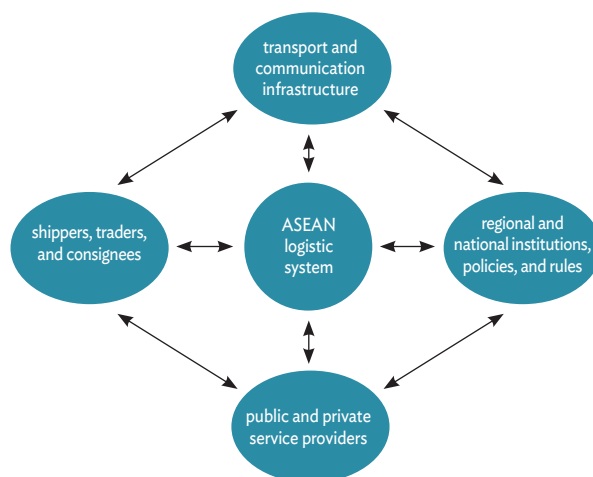 transport and
communication
infrastructure
shippers, traders,
and consignees
ASEAN
logistic
system
regional and
national institutions,
policies, and rules
public and private
service providers